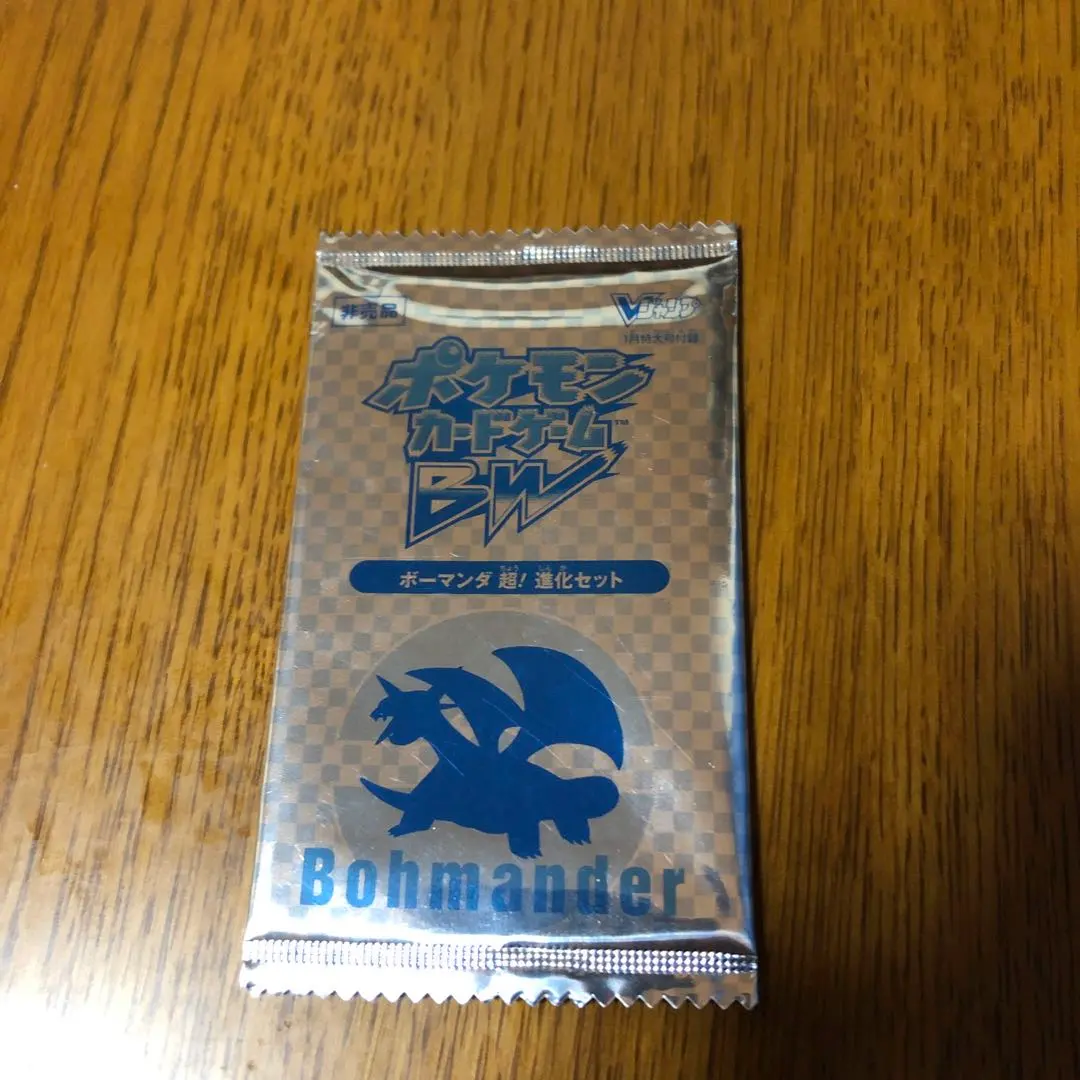 非売品
Vジャンプ
1月特大号付録
ポケモン
カードゲーム™
BW
ボーマンダ 超! 進化セット
Bohmander